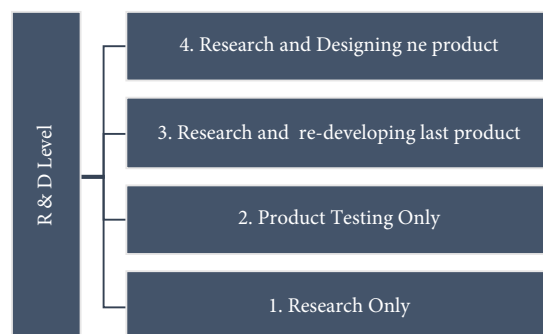 R & D Level
4. Research and Designing ne product
3. Research and re-developing last product
2. Product Testing Only
1. Research Only